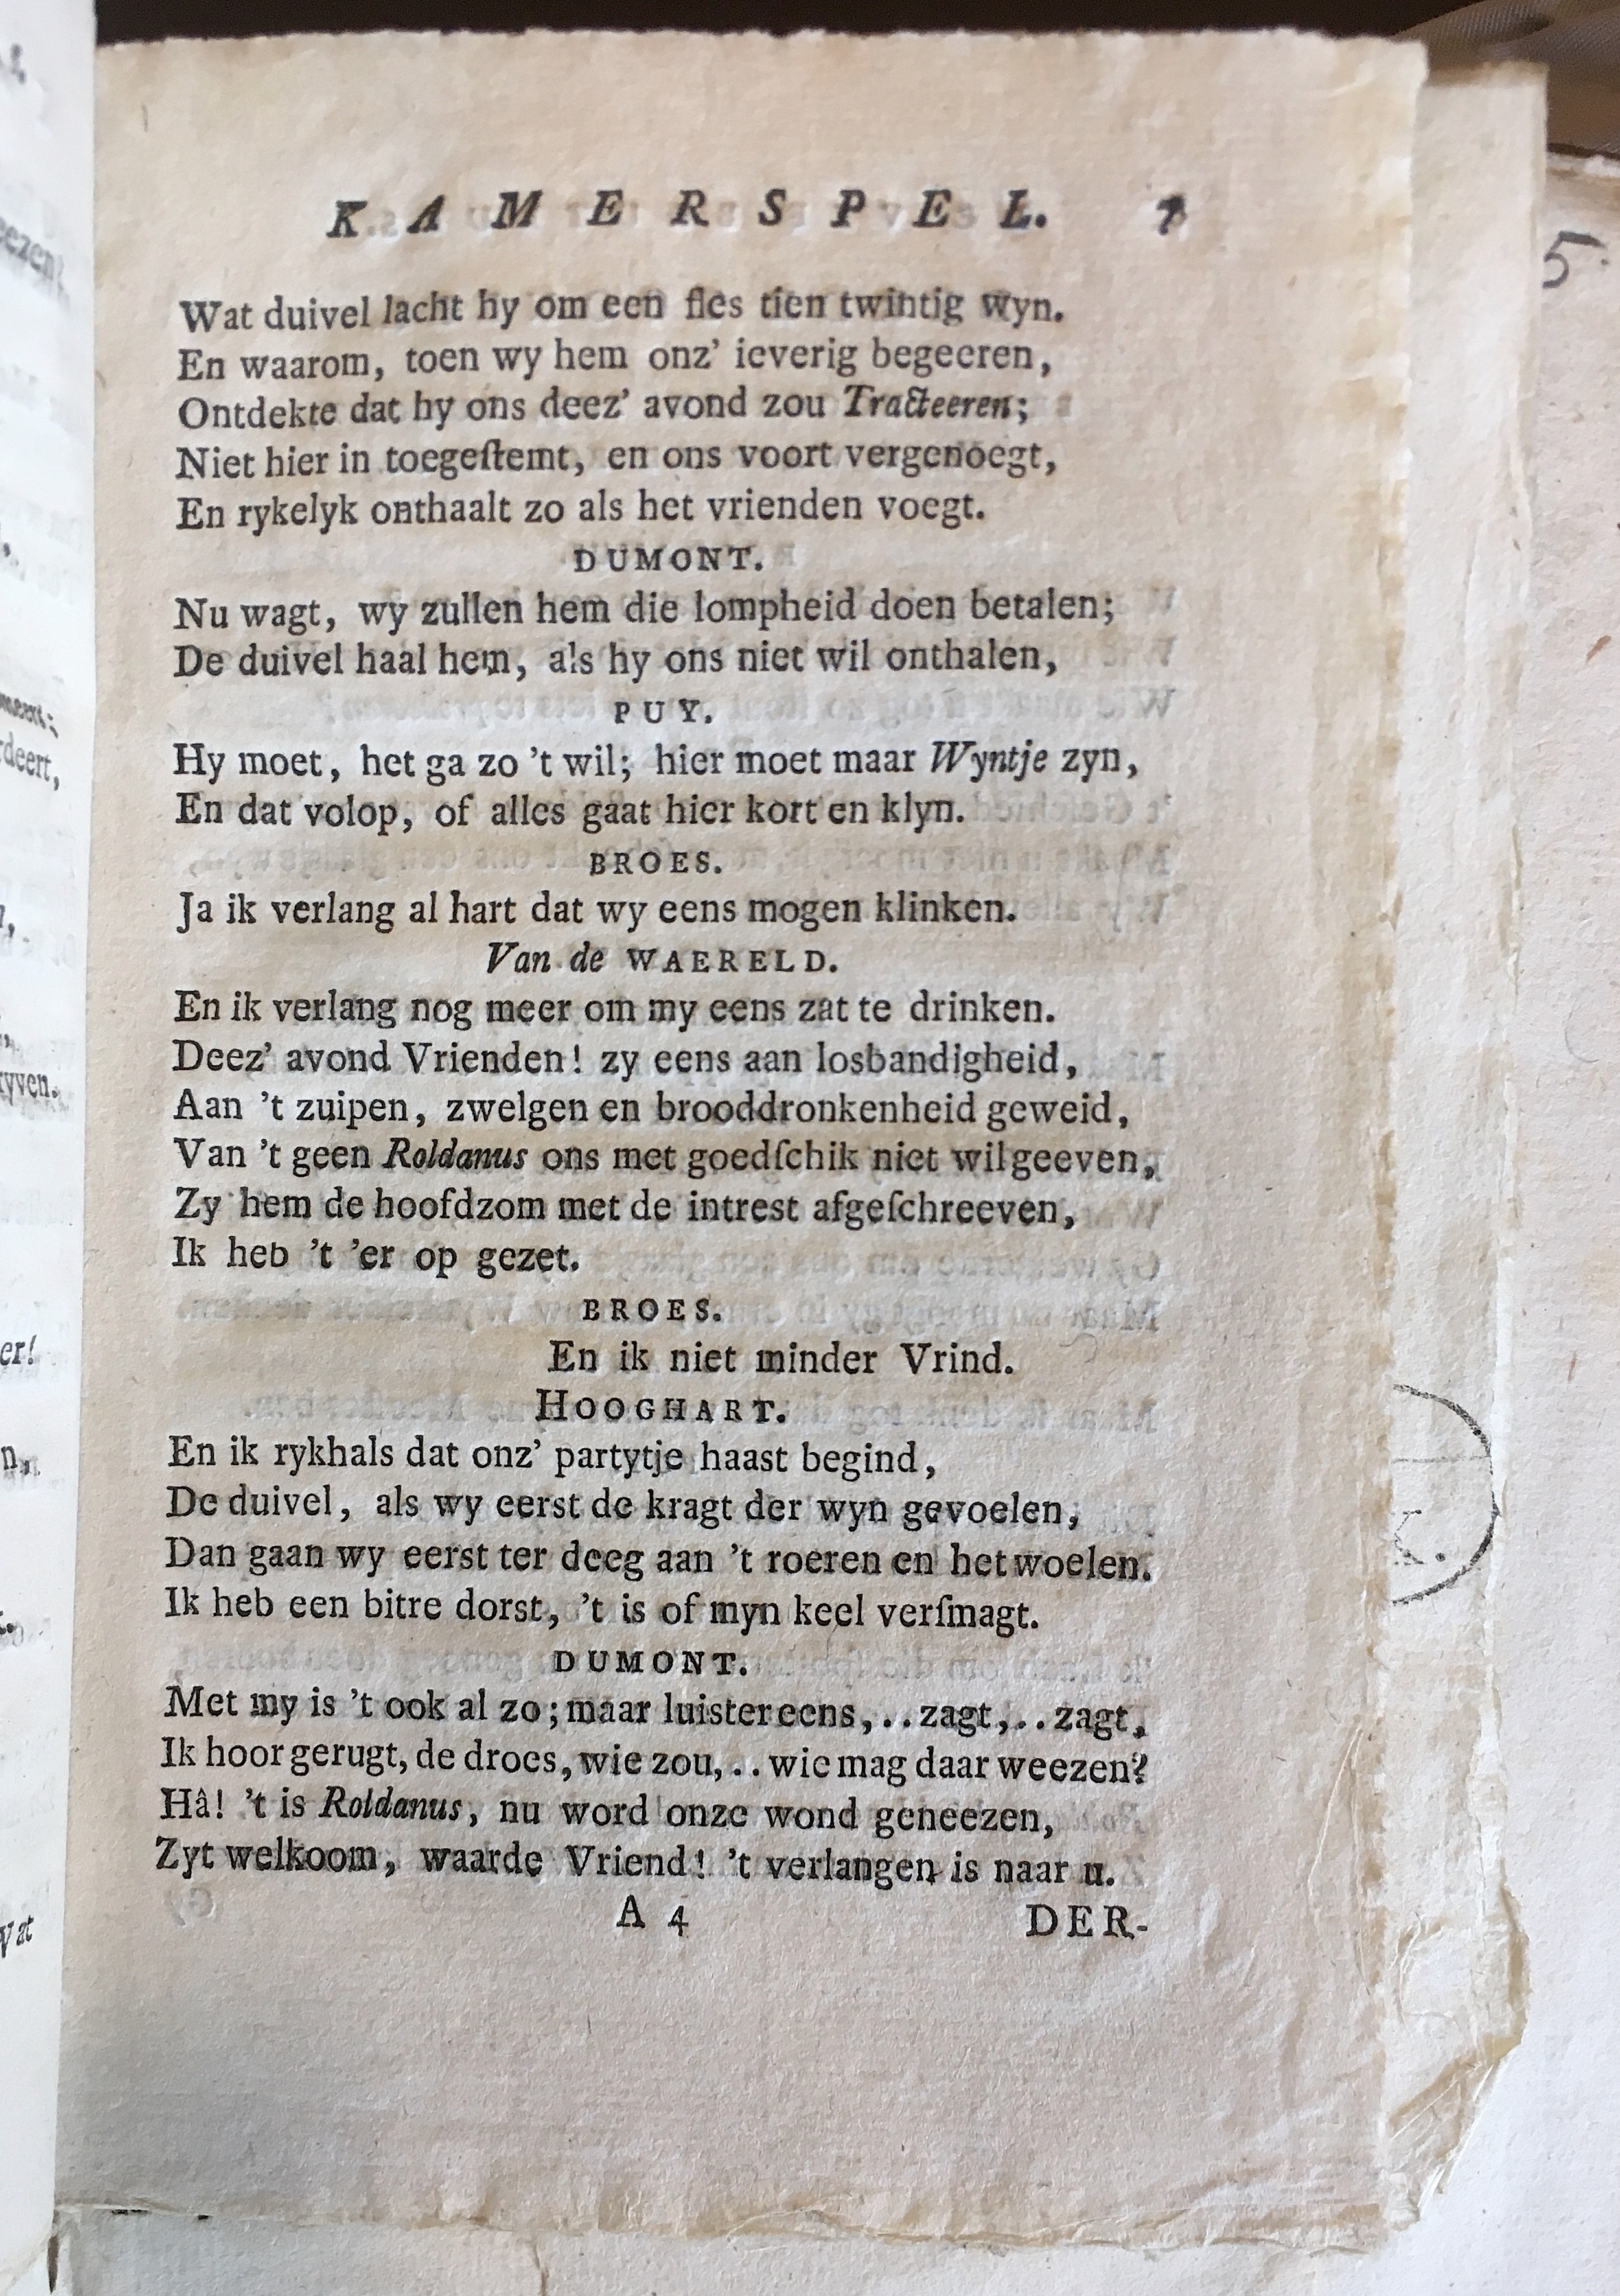 KAMERSPEL. 7
Wat duivel lacht hy om een fles tien twintig wyn.
En waarom, toen wy hem onz' ieverig begeeren,
Ontdekte dat hy ons deez' avond zou Tracteeren;
Niet hier in toegeſtemt, en ons voort vergenoegt,
En rykelyk onthaalt zo als het vrienden voegt.
DUMONT.
Nu wagt, wy zullen hem die lompheid doen betalen;
De duivel haal hem, als hy ons niet wil onthalen,
PUY.
Hy moet, het ga zo 't wil; hier moet maar Wyntje zyn,
En dat volop, of alles gaat hier kort en klyn.
BROES.
Ja ik verlang al hart dat wy eens mogen klinken.
Van de WAERELD.
En ik verlang nog meer om my eens zat te drinken.
Deez' avond Vrienden! zy eens aan losbandigheid,
Aan 't zuipen, zwelgen en brooddronkenheid geweid,
Van 't geen Roldanus ons met goedſchik niet wil geeven,
Zy hem de hoofdzom met de intrest afgeſchreeven,
Ik heb 't 'er op gezet.
BROES.
En ik niet minder Vrind.
HOOGHART.
En ik rykhals dat onz' partytje haast begind,
De duivel, als wy eerst de kragt der wyn gevoelen,
Dan gaan wy eerst ter deeg aan 't roeren en het woelen.
Ik heb een bitre dorst, 't is of myn keel verſmagt.
DUMONT.
Met my is 't ook al zo; maar luister eens,.. zagt,.. zagt,
Ik hoor gerugt, de droes, wie zou,.. wie mag daar weezen?
Hâ! 't is Roldanus, nu word onze wond geneezen,
Zyt welkoom, waarde Vriend! 't verlangen is naar u.
A 4 DER-
5.
K.
eezen!
deert,
yven.
er!
Wat